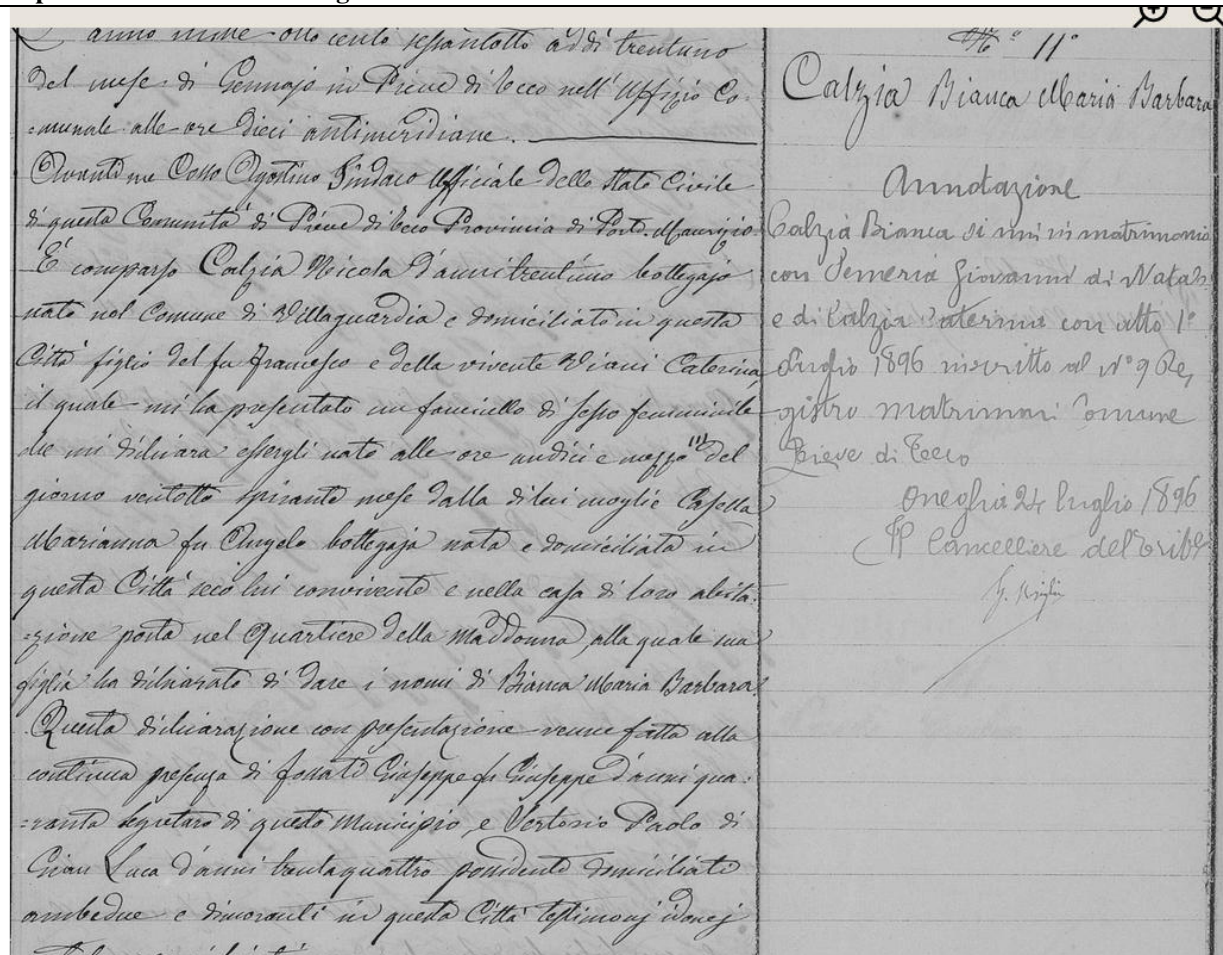 L'anno mille otto cento sessantotto addì trentuno
del mese di Gennajo in Pieve di Teco nell'Uffizio Co-
=munale alle ore dieci antimeridiane.
Avanti me Cotto Agostino Sindaco Ufficiale dello Stato Civile
di questa Comunità di Pieve di Teco Provincia di Porto Maurizio
È comparso Calzia Nicola d'anni trentuno bottegajo
nato nel Comune di Villaguardia e domiciliato in questa
Città figlio del fu Francesco e della vivente Viani Caterina,
il quale mi ha presentato un fanciullo di sesso femminile
che mi dichiara essergli nato alle ore undici e mezza del
giorno ventotto spirante mese dalla di lui moglie Casella
Marianna fu Angelo bottegaja nata e domiciliata in
questa Città seco lui convivente e nella casa di loro abita-
=zione posta nel Quartiere della Maddonna, alla quale sua
figlia ha dichiarato di dare i nomi di Bianca Maria Barbara.
Questa dichiarazione con presentazione venne fatta alla
continua presenza di Fossati Giuseppe fu Giuseppe d'anni qua-
=ranta Segretaro di questo Municipio, e Vertosio Paolo di
Gian Luca d'anni trentaquattro possidente domiciliati
ambedue e dimoranti in questa Città testimonj idonej
N° 11°
Calzia Bianca Maria Barbara
Annotazione
Calzia Bianca si unì in matrimonio
con Semeria Giovanni di Natale
e di Calzia Caterina con atto 1°
Luglio 1896 inscritto al N° 9 Re,
gistro matrimoni Comune
Pieve di Teco
Oneglia 24 luglio 1896
Il Cancelliere del Trible